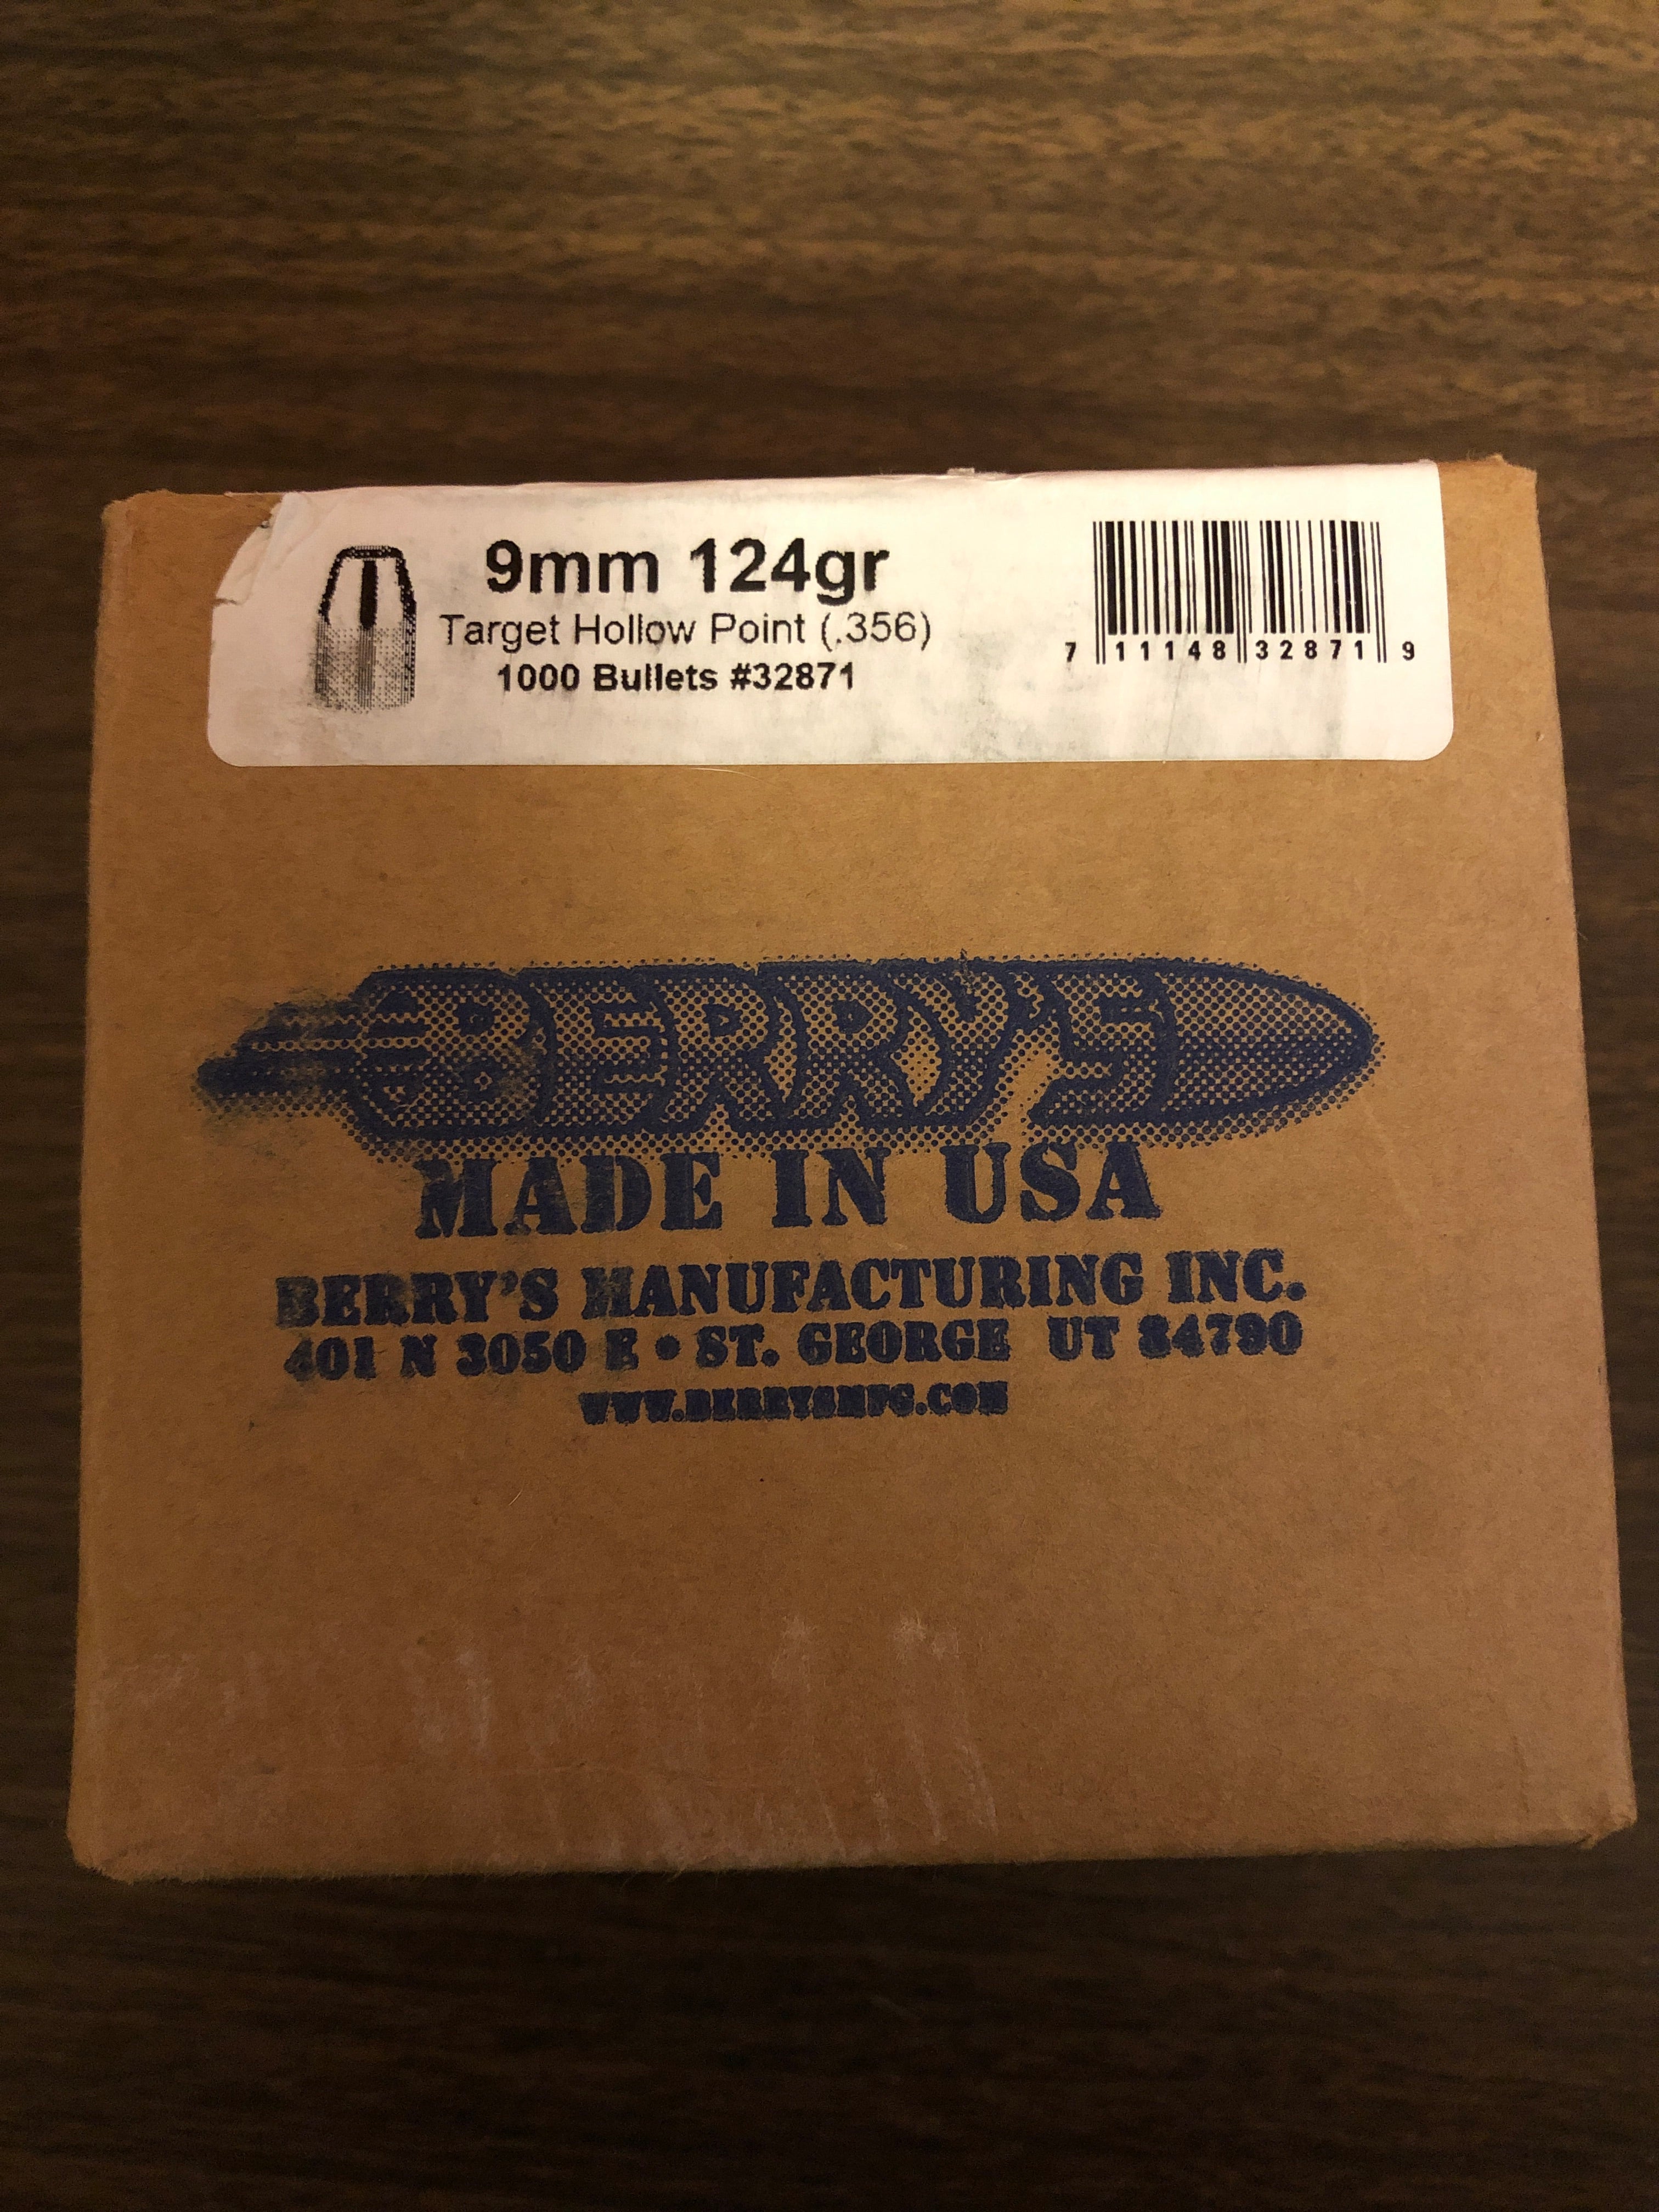 9mm 124gr
Target Hollow Point (.356)
1000 Bullets #32871
7 11148 32871 9
BERRY'S
MADE IN USA
BERRY'S MANUFACTURING INC.
401 N 3050 E • ST. GEORGE UT 84790
WWW.BERRYSMFG.COM